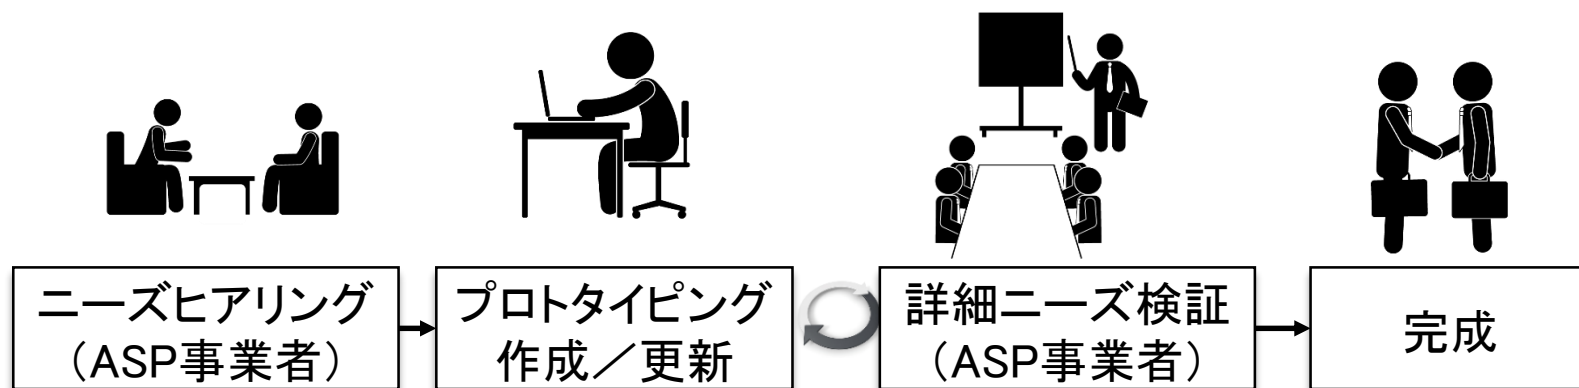 ニーズヒアリング
（ASP事業者）
プロトタイピング
作成／更新
詳細ニーズ検証
（ASP事業者）
完成